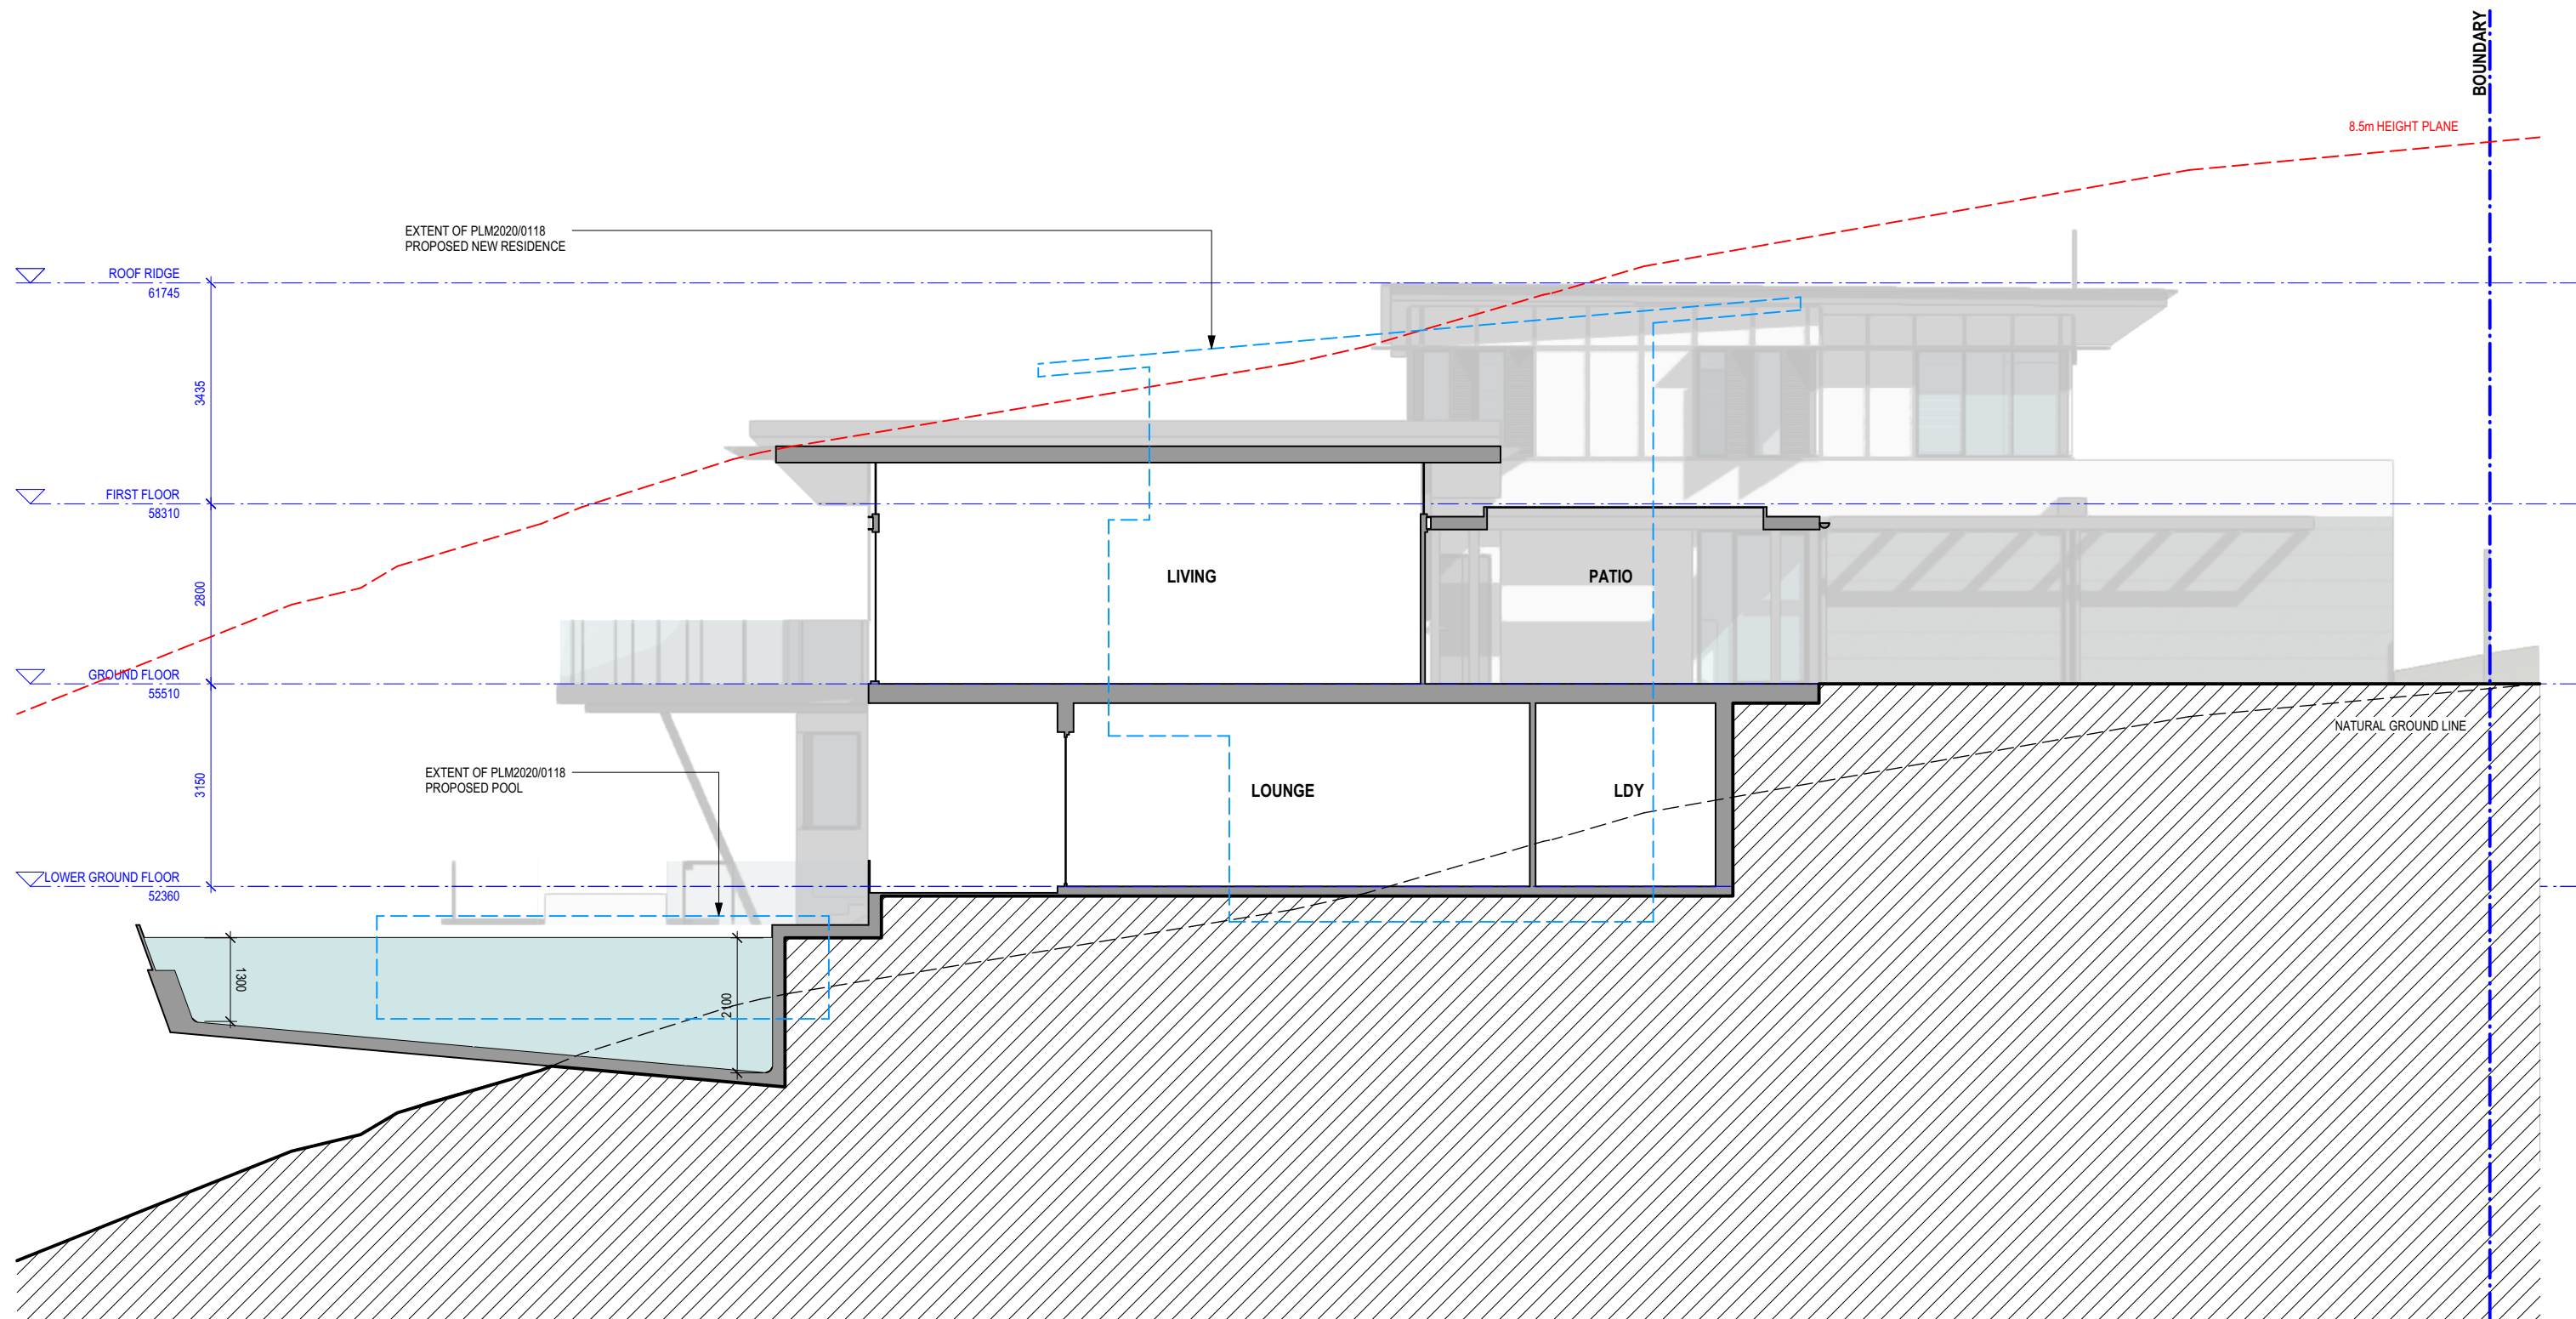 BOUNDARY
8.5m HEIGHT PLANE
EXTENT OF PLM2020/0118
PROPOSED NEW RESIDENCE
ROOF RIDGE
61745
3435
FIRST FLOOR
58310
2800
LIVING
PATIO
GROUND FLOOR
55510
NATURAL GROUND LINE
EXTENT OF PLM2020/0118
PROPOSED POOL
3150
LOUNGE
LDY
LOWER GROUND FLOOR
52360
1300
2100